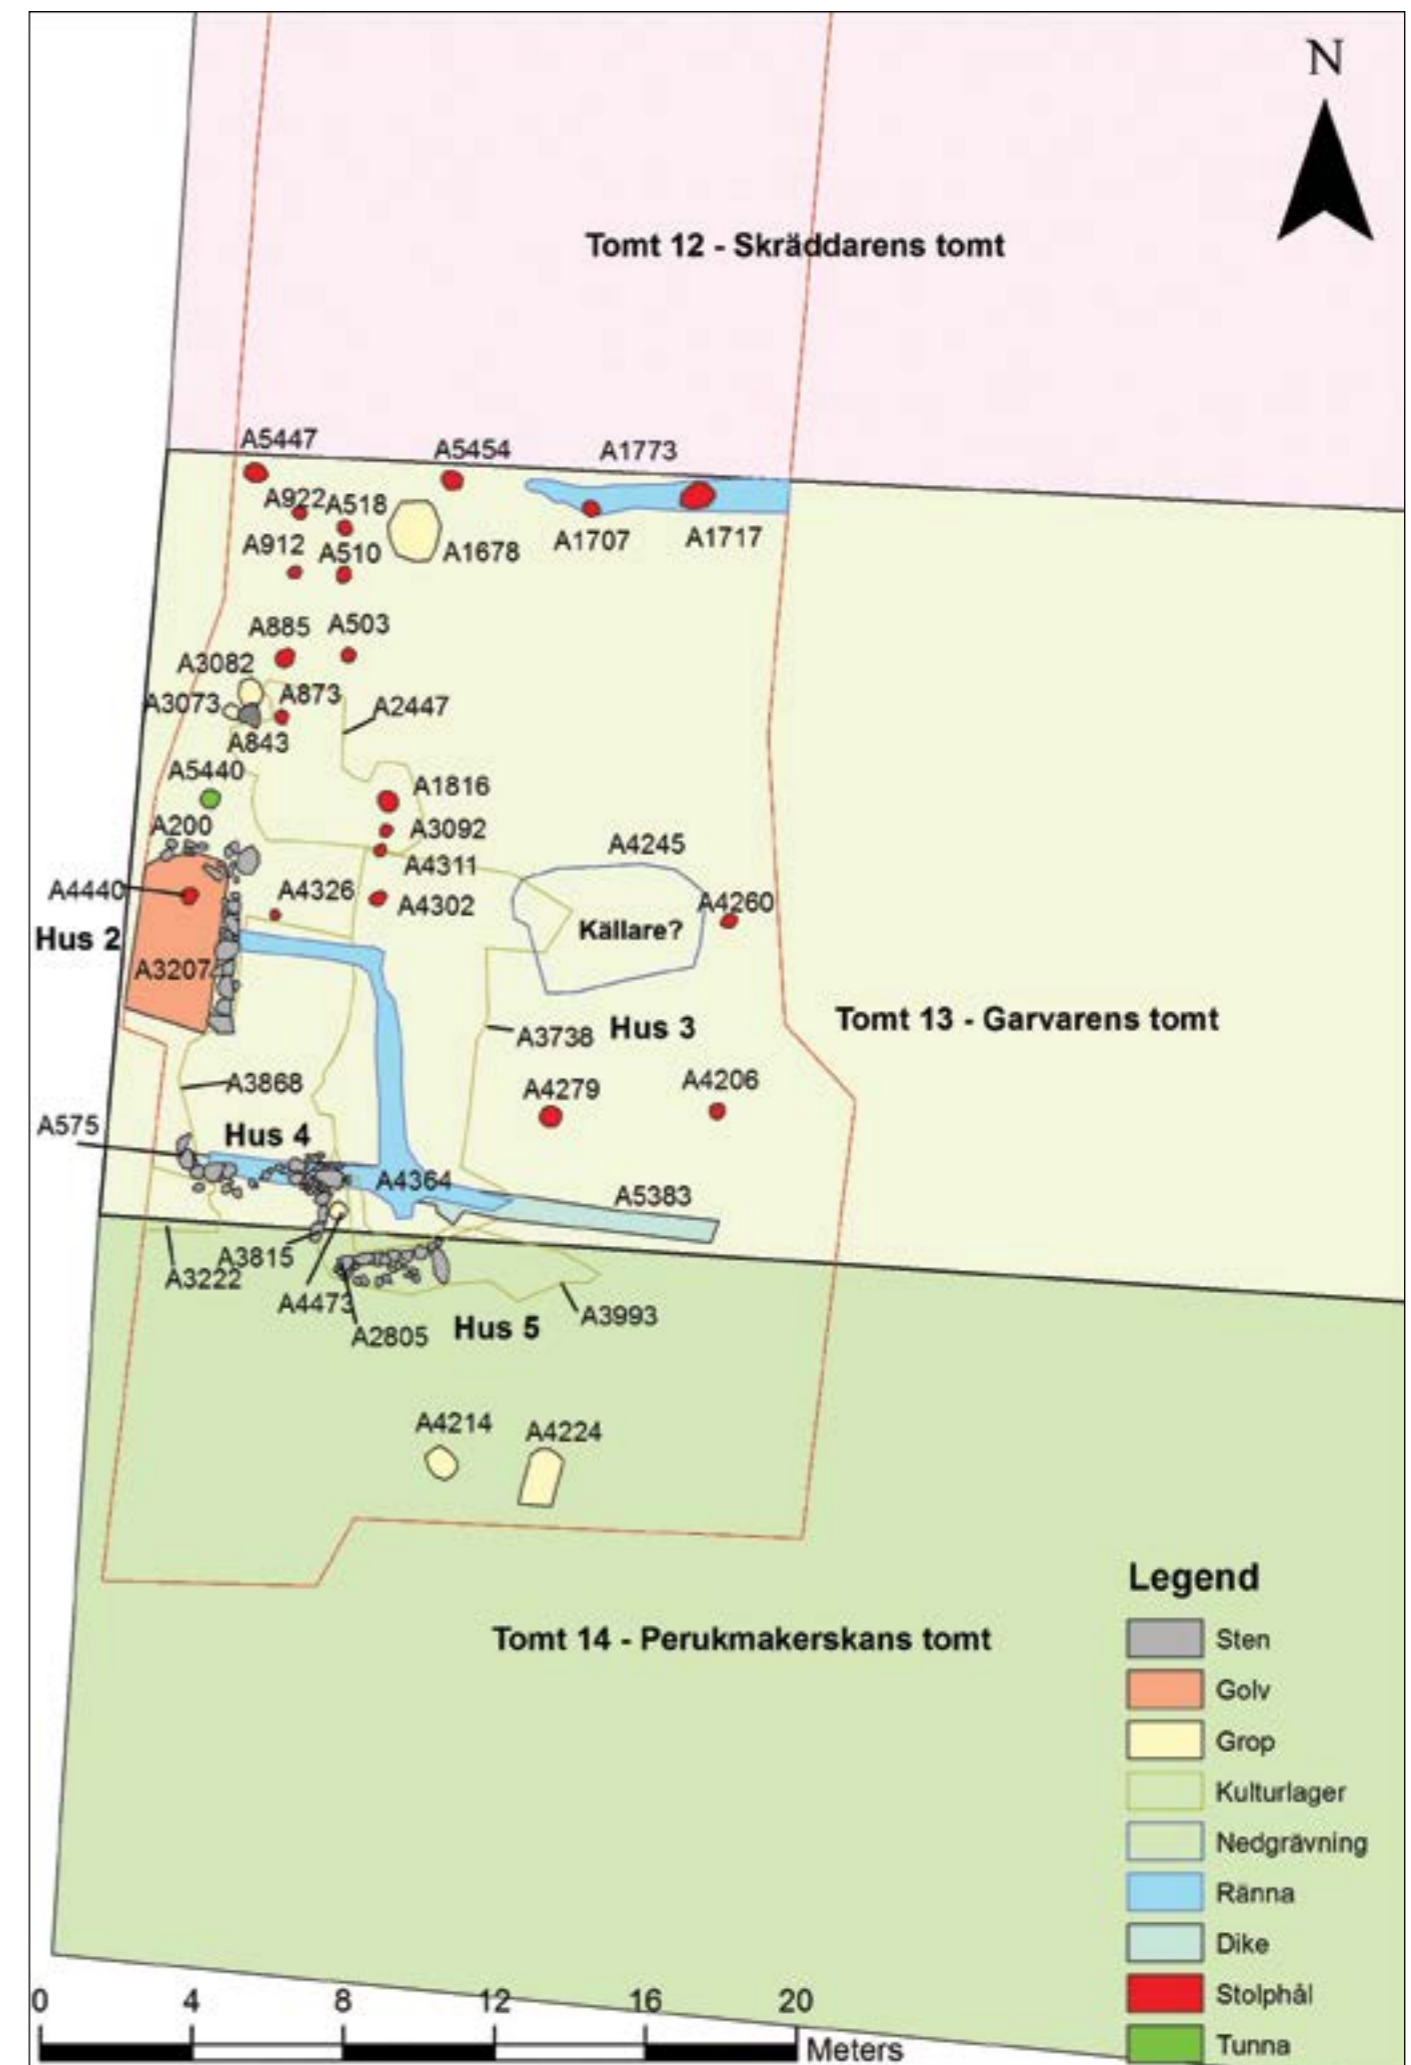 N
Tomt 12 - Skräddarens tomt
A5447
A5454
A1773
A922
A518
A912
A510
A1678
A1707
A1717
A885
A503
A3082
A3073
A873
A2447
A843
A5440
A1816
A200
A3092
A4311
A4245
A4440
A4326
A4302
A4260
Hus 2
Källare?
A3207
A3738
Hus 3
Tomt 13 - Garvarens tomt
A3868
A4279
A4206
A575
Hus 4
A4364
A5383
A3815
A3222
A4473
A2805
Hus 5
A3993
A4214
A4224
Tomt 14 - Perukmakerskans tomt
Legend
Sten
Golv
Grop
Kulturlager
Nedgrävning
Ränna
Dike
Stolphål
Tunna
0 4 8 12 16 20
Meters